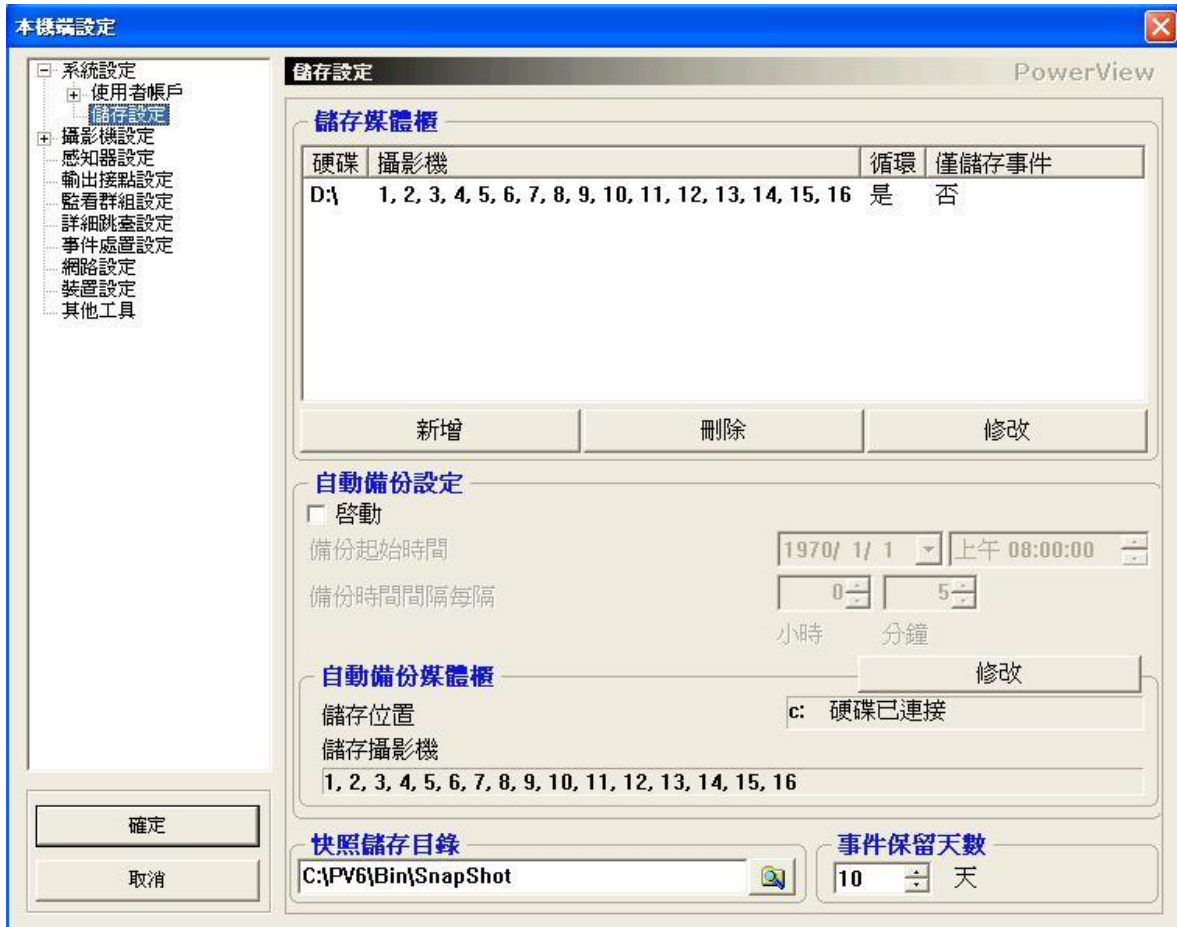 本機端設定
系統設定
使用者帳戶
儲存設定
攝影機設定
感知器設定
輸出接點設定
監看群組設定
詳細跳臺設定
事件處置設定
網路設定
裝置設定
其他工具
確定
取消
儲存設定 PowerView
儲存媒體櫃
硬碟 攝影機 循環 僅儲存事件
D:\ 1, 2, 3, 4, 5, 6, 7, 8, 9, 10, 11, 12, 13, 14, 15, 16 是 否
新增 刪除 修改
自動備份設定
啓動
備份起始時間 1970/ 1/ 1 上午 08:00:00
備份時間間隔每隔 0 5
小時 分鐘
自動備份媒體櫃 修改
儲存位置 c: 硬碟已連接
儲存攝影機
1, 2, 3, 4, 5, 6, 7, 8, 9, 10, 11, 12, 13, 14, 15, 16
快照儲存目錄 事件保留天數
C:\PV6\Bin\SnapShot 10 天